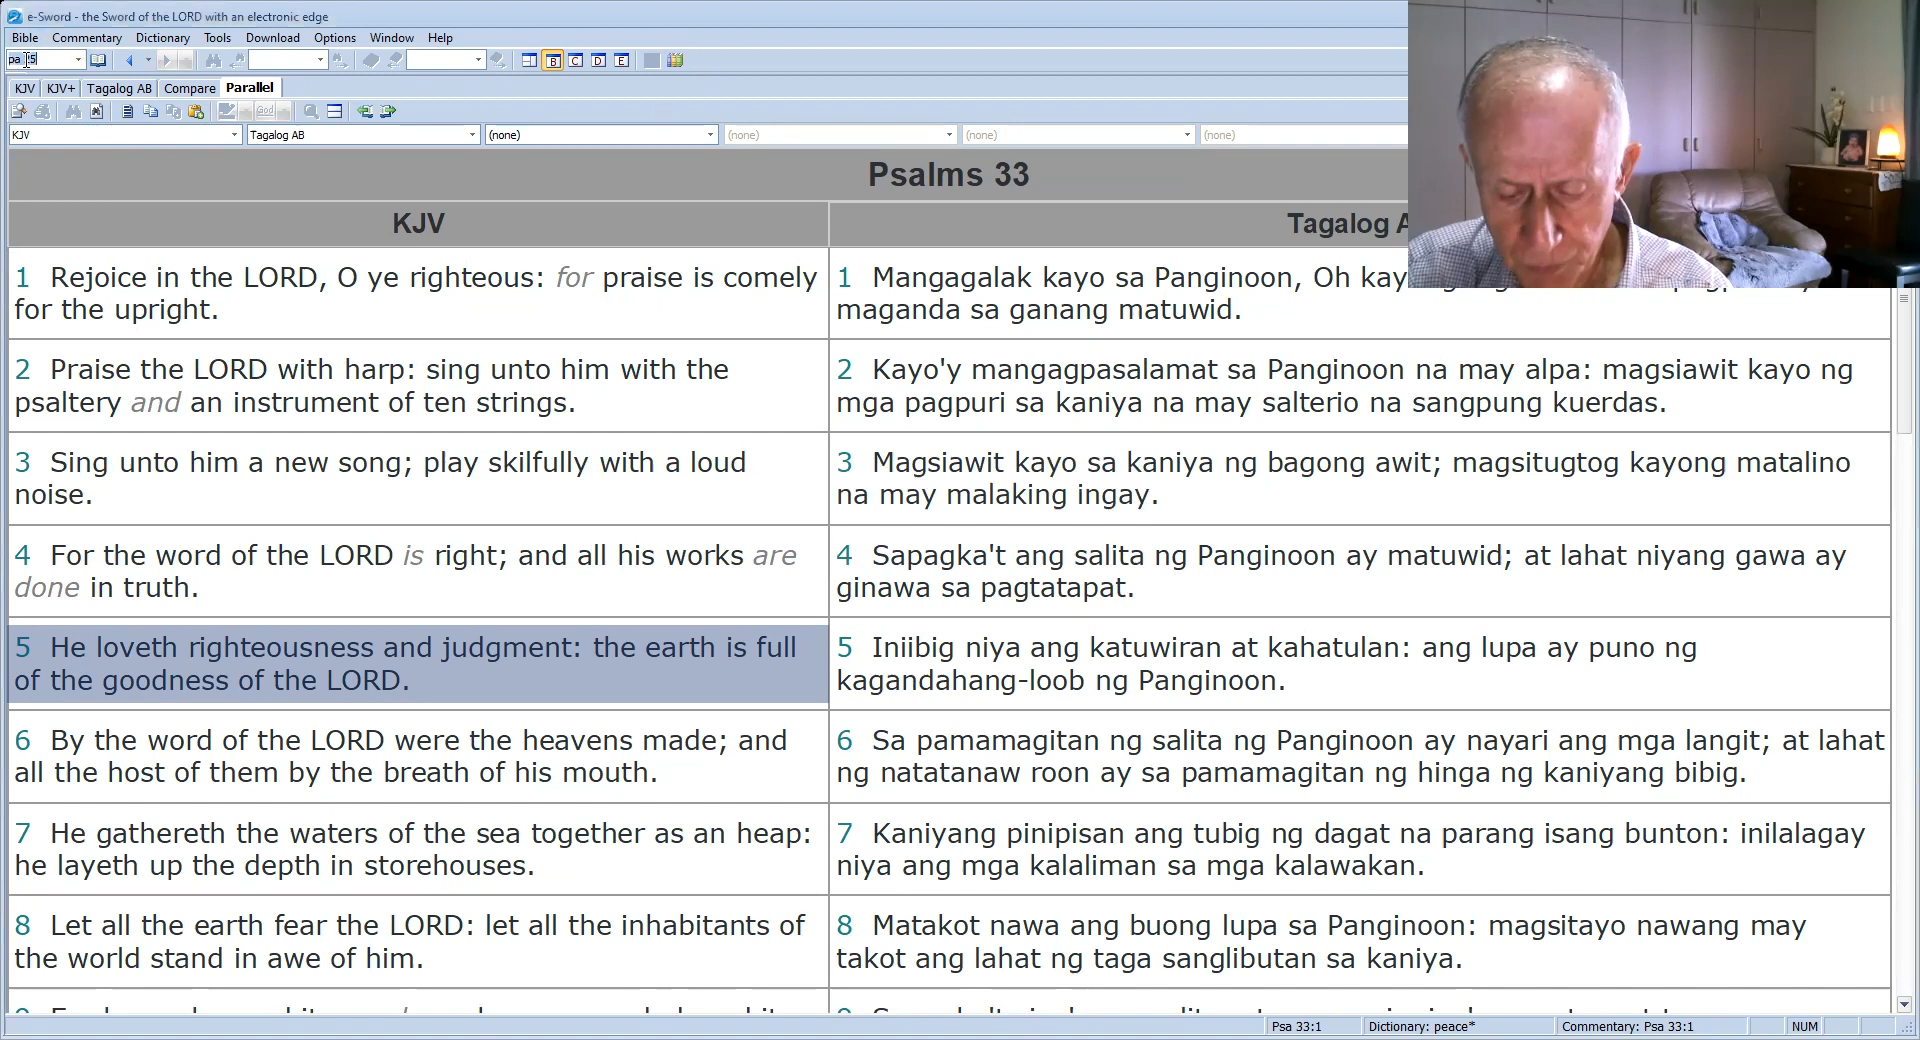 e-Sword - the Sword of the LORD with an electronic edge
Bible Commentary Dictionary Tools Download Options Window Help
B C D E
KJV KJV+ Tagalog AB Compare Parallel
KJV Tagalog AB (none) (none) (none) (none)
Psalms 33
KJV
1 Rejoice in the LORD, O ye righteous: for praise is comely
for the upright.
2 Praise the LORD with harp: sing unto him with the
psaltery and an instrument of ten strings.
3 Sing unto him a new song; play skilfully with a loud
noise.
4 For the word of the LORD is right; and all his works are
done in truth.
5 He loveth righteousness and judgment: the earth is full
of the goodness of the LORD.
6 By the word of the LORD were the heavens made; and
all the host of them by the breath of his mouth.
7 He gathereth the waters of the sea together as an heap:
he layeth up the depth in storehouses.
8 Let all the earth fear the LORD: let all the inhabitants of
the world stand in awe of him.
Tagalog
1 Mangagalak kayo sa Panginoon, Oh
maganda sa ganang matuwid.
2 Kayo'y mangagpasalamat sa Panginoon na may alpa: magsiawit kayo ng
mga pagpuri sa kaniya na may salterio na sangpung kuerdas.
3 Magsiawit kayo sa kaniya ng bagong awit; magsitugtog kayong matalino
na may malaking ingay.
4 Sapagka't ang salita ng Panginoon ay matuwid; at lahat niyang gawa ay
ginawa sa pagtatapat.
5 Iniibig niya ang katuwiran at kahatulan: ang lupa ay puno ng
kagandahang-loob ng Panginoon.
6 Sa pamamagitan ng salita ng Panginoon ay nayari ang mga langit; at lahat
ng natatanaw roon ay sa pamamagitan ng hinga ng kaniyang bibig.
7 Kaniyang pinipisan ang tubig ng dagat na parang isang bunton: inilalagay
niya ang mga kalaliman sa mga kalawakan.
8 Matakot nawa ang buong lupa sa Panginoon: magsitayo nawang may
takot ang lahat ng taga sanglibutan sa kaniya.
Psa 33:1 Dictionary: peace* Commentary: Psa 33:1 NUM